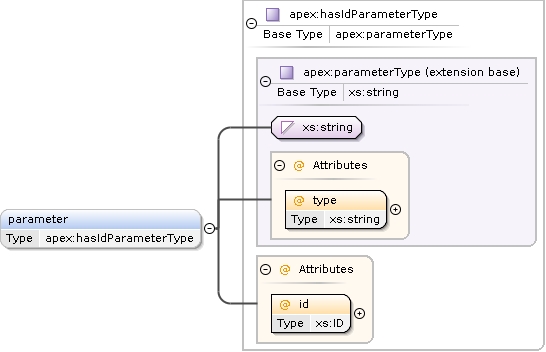 apex:hasIdParameterType
Base Type apex:parameterType
apex:parameterType (extension base)
Base Type xs:string
xs:string
@ Attributes
@ type
Type xs:string
parameter
Type apex:hasIdParameterType
@ Attributes
@ id
Type xs:ID